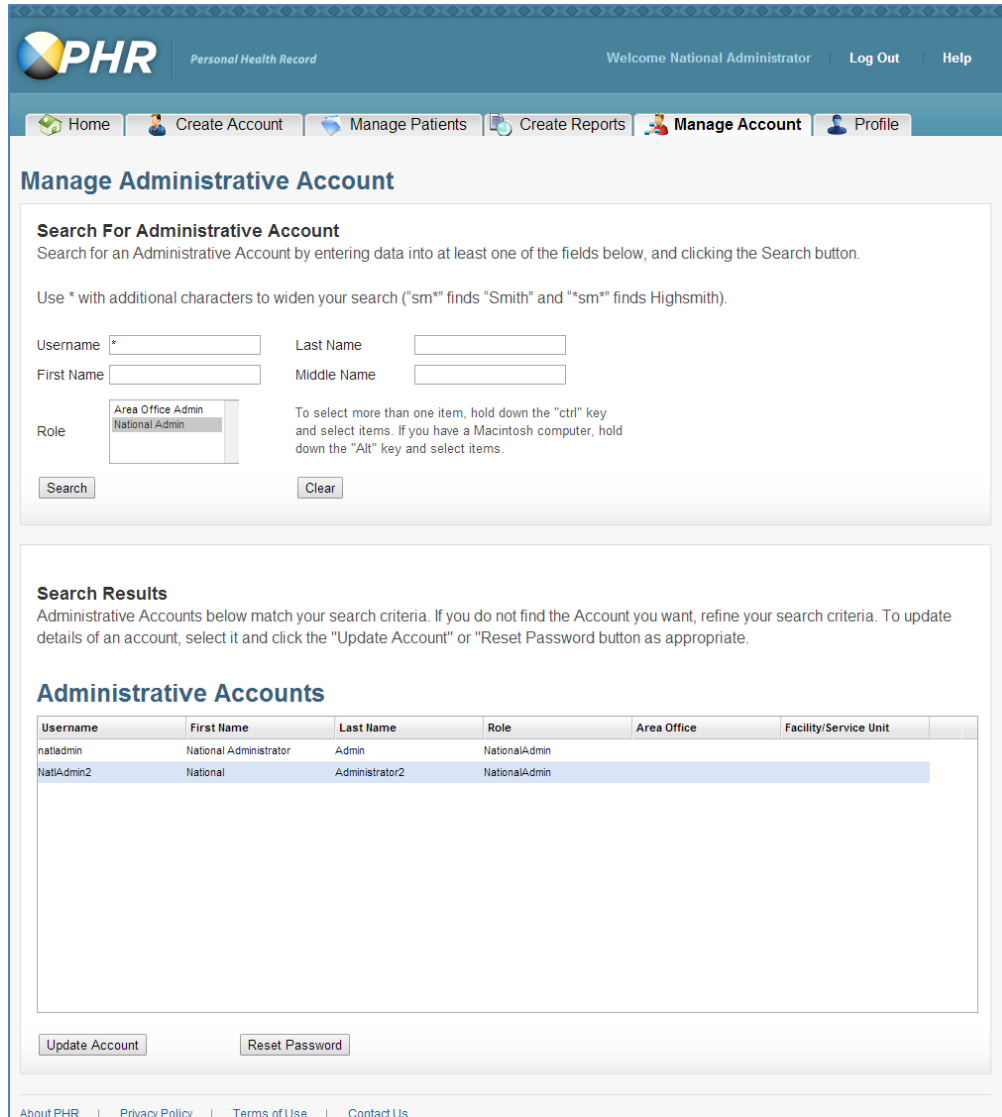 PHR Personal Health Record Welcome National Administrator Log Out Help
Home Create Account Manage Patients Create Reports Manage Account Profile
Manage Administrative Account
Search For Administrative Account
Search for an Administrative Account by entering data into at least one of the fields below, and clicking the Search button.
Use * with additional characters to widen your search ("sm*" finds "Smith" and "*sm*" finds Highsmith).
Username * Last Name
First Name Middle Name
Role
Area Office Admin
National Admin
To select more than one item, hold down the "ctrl" key
and select items. If you have a Macintosh computer, hold
down the "Alt" key and select items.
Search Clear
Search Results
Administrative Accounts below match your search criteria. If you do not find the Account you want, refine your search criteria. To update
details of an account, select it and click the "Update Account" or "Reset Password button as appropriate.
Administrative Accounts
Username First Name Last Name Role Area Office Facility/Service Unit
natladmin National Administrator Admin NationalAdmin
NatlAdmin2 National Administrator2 NationalAdmin
Update Account Reset Password
About PHR | Privacy Policy | Terms of Use | Contact Us